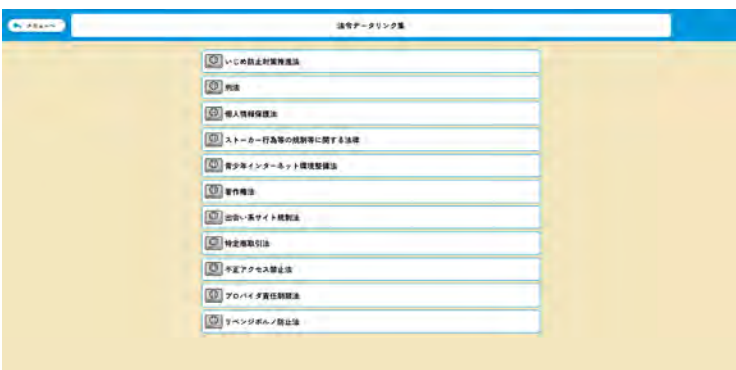 メニューへ
法令データリンク集
いじめ防止対策推進法
刑法
個人情報保護法
ストーカー行為等の規制等に関する法律
青少年インターネット環境整備法
著作権法
出会い系サイト規制法
特定商取引法
不正アクセス禁止法
プロバイダ責任制限法
リベンジポルノ防止法